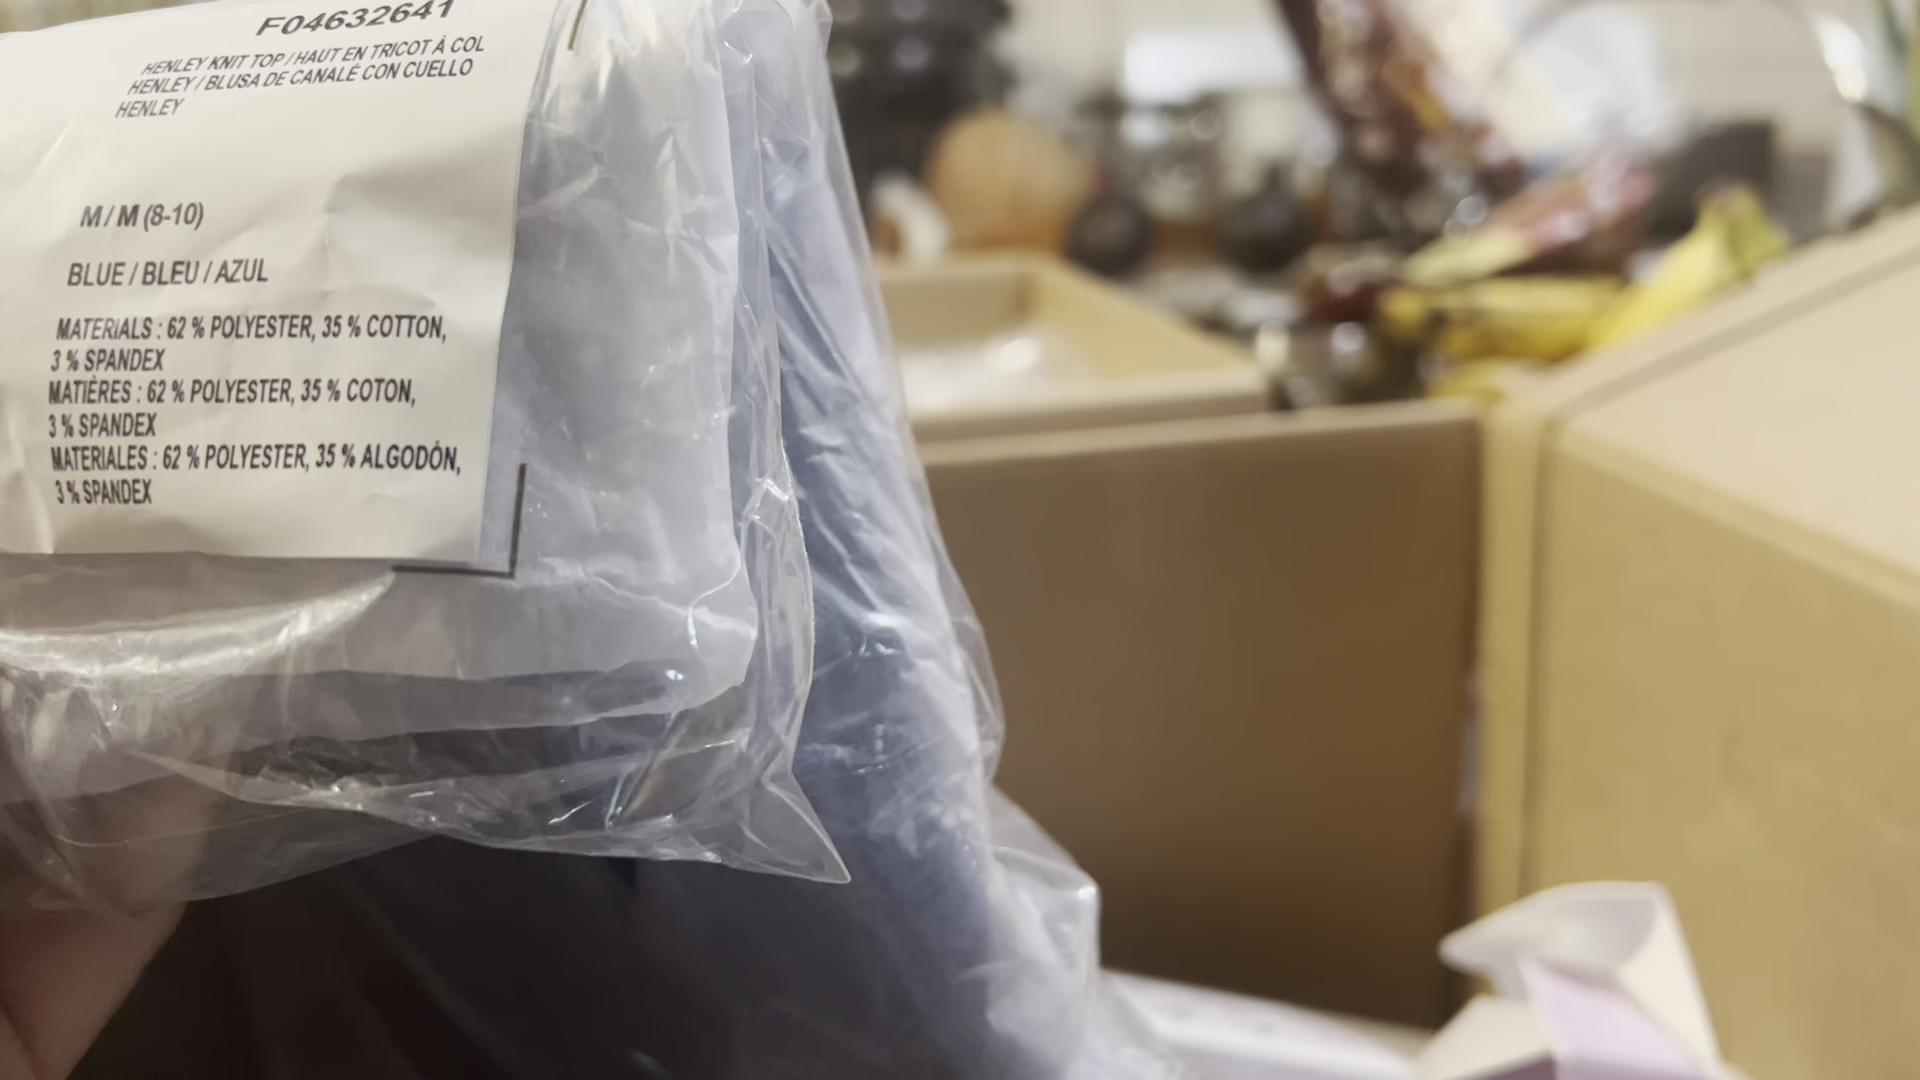 F04632641
HENLEY KNIT TOP / HAUT EN TRICOT À COL
HENLEY / BLUSA DE CANALÉ CON CUELLO
HENLEY
M / M (8-10)
BLUE / BLEU / AZUL
MATERIALS : 62 % POLYESTER, 35 % COTTON,
3 % SPANDEX
MATIÈRES : 62 % POLYESTER, 35 % COTON,
3 % SPANDEX
MATERIALES : 62 % POLYESTER, 35 % ALGODÓN,
3 % SPANDEX